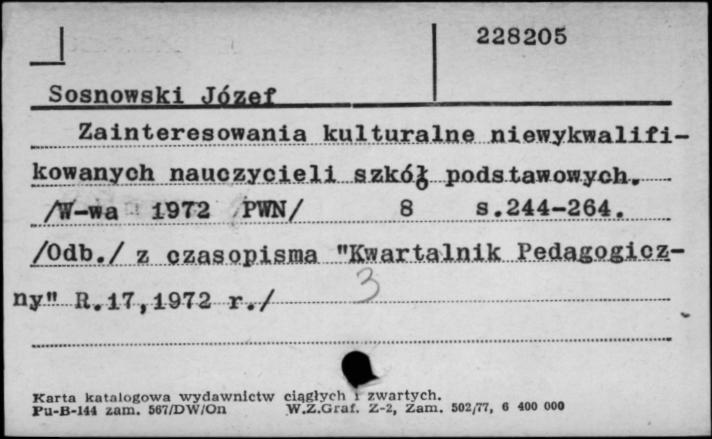 228205
Sosnowski Józef
Zainteresowania kulturalne niewykwalifi-
kowanych nauczycieli szkół podstawowych.
/W-wa 1972 PWN/ 8 s.244-264.
/Odb./ z czasopisma "Kwartalnik Pedagogicz-
ny" R.17,1972 r./ 3
Karta katalogowa wydawnictw ciągłych i zwartych.
Pu-B-144 zam. 567/DW/On W.Z.Graf. Z-2, Zam. 502/77, 6 400 000